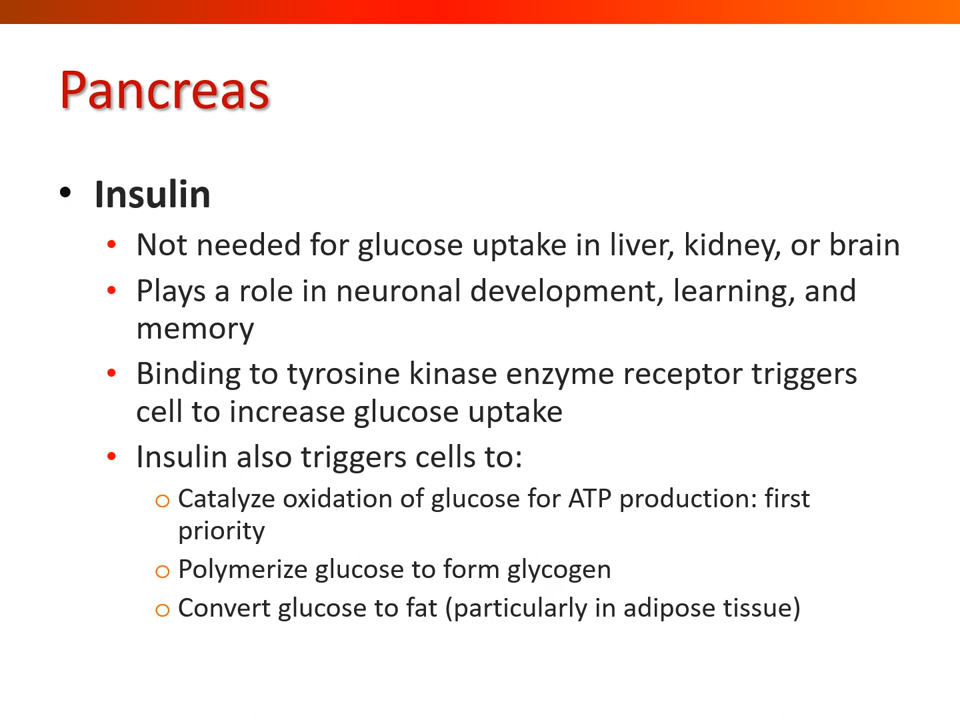 Pancreas
• Insulin
• Not needed for glucose uptake in liver, kidney, or brain
• Plays a role in neuronal development, learning, and
memory
• Binding to tyrosine kinase enzyme receptor triggers
cell to increase glucose uptake
• Insulin also triggers cells to:
o Catalyze oxidation of glucose for ATP production: first
priority
o Polymerize glucose to form glycogen
o Convert glucose to fat (particularly in adipose tissue)